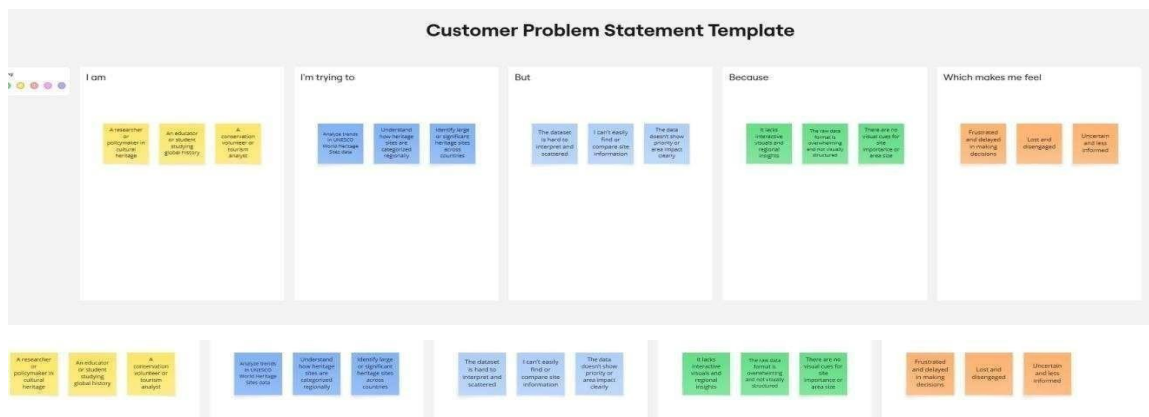 Customer Problem Statement Template
I am
I'm trying to
But
Because
Which makes me feel
A researcher
or
policymaker in
cultural
heritage
An educator
or student
studying
global history
A
conservation
volunteer or
tourism
analyst
Analyze trends
in UNESCO
World Heritage
Sites data
Understand
how heritage
sites are
categorized
regionally
Identify large
or significant
heritage sites
across
countries
The dataset
is hard to
interpret and
scattered
I can't easily
find or
compare site
information
The data
doesn't show
priority or
area impact
clearly
It lacks
interactive
visuals and
regional
insights
The raw data
format is
overwhelming
and not visually
structured
There are no
visual cues for
site
importance or
area size
Frustrated
and delayed
in making
decisions
Lost and
disengaged
Uncertain
and less
informed
A researcher
or
policymaker in
cultural
heritage
An educator
or student
studying
global history
A
conservation
volunteer or
tourism
analyst
Analyze trends
in UNESCO
World Heritage
Sites data
Understand
how heritage
sites are
categorized
regionally
Identify large
or significant
heritage sites
across
countries
The dataset
is hard to
interpret and
scattered
I can't easily
find or
compare site
information
The data
doesn't show
priority or
area impact
clearly
It lacks
interactive
visuals and
regional
insights
The raw data
format is
overwhelming
and not visually
structured
There are no
visual cues for
site
importance or
area size
Frustrated
and delayed
in making
decisions
Lost and
disengaged
Uncertain
and less
informed